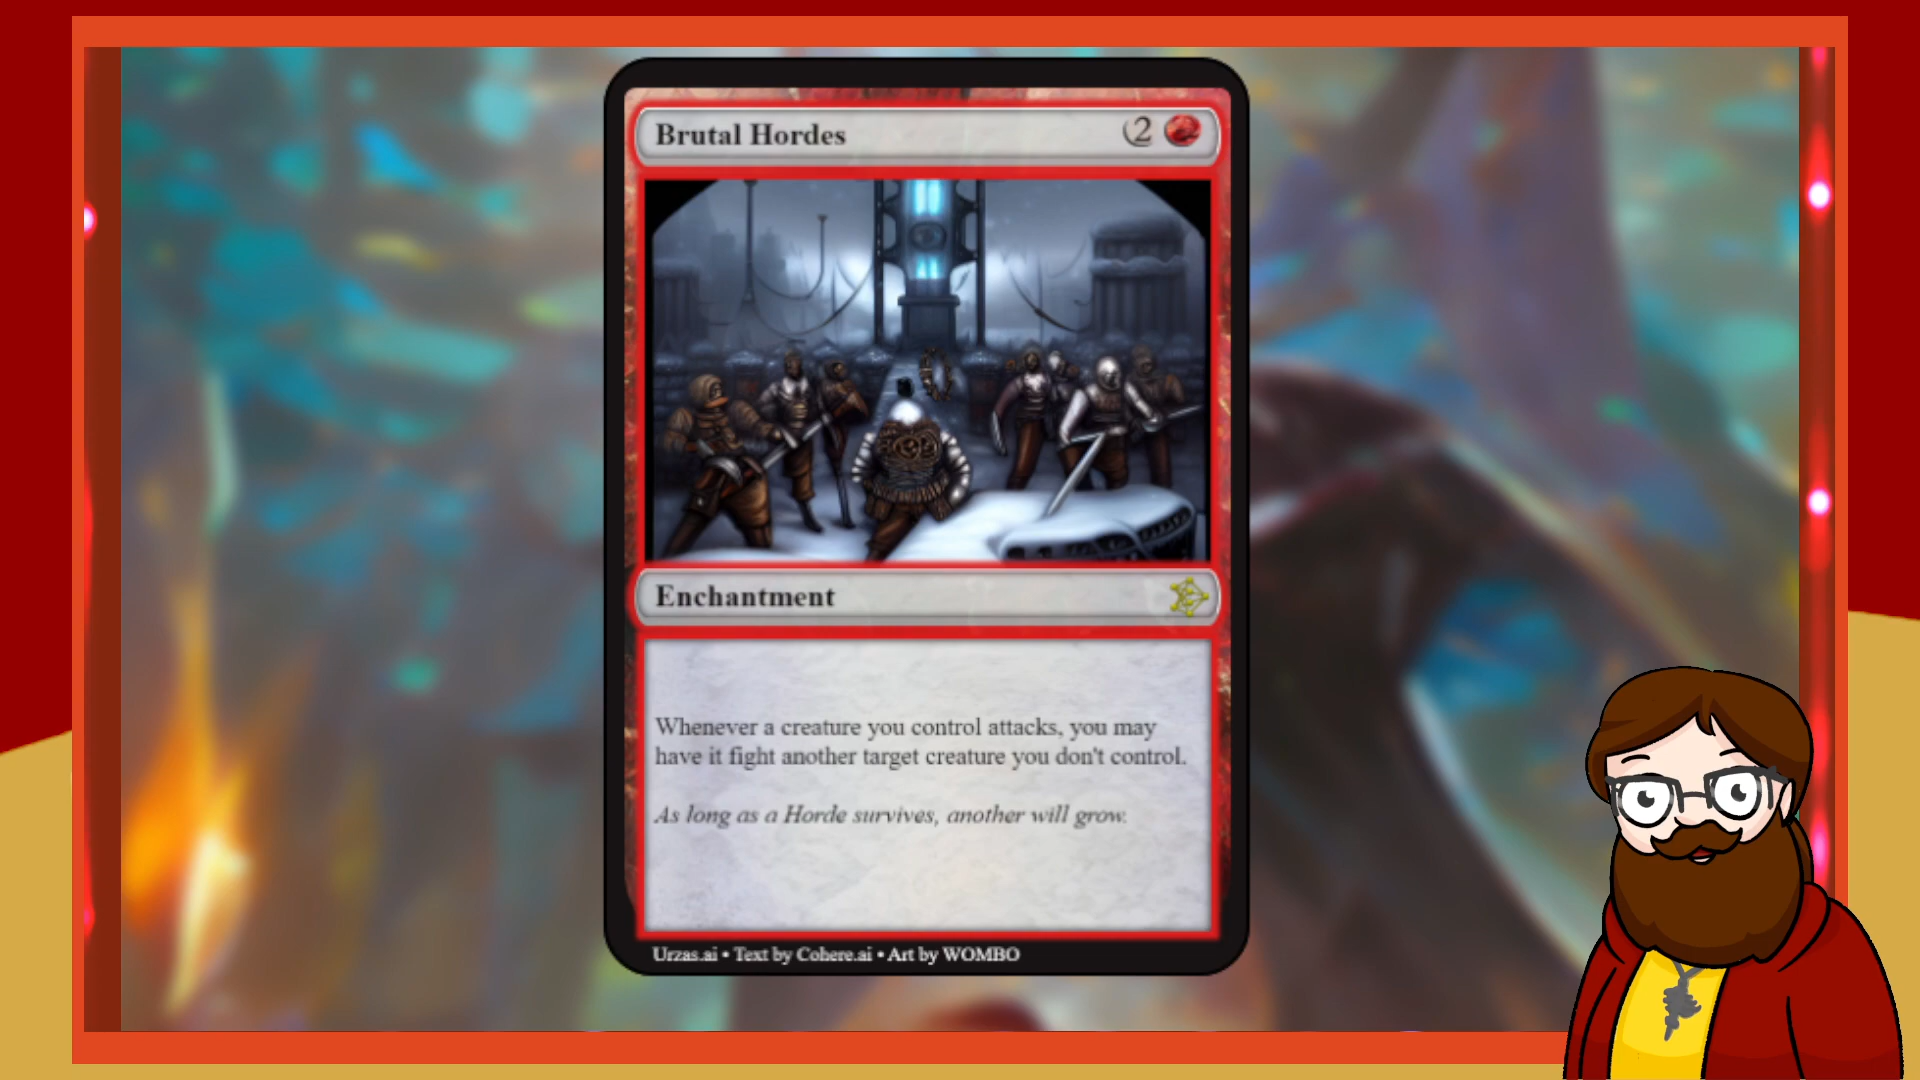 Brutal Hordes
2
Enchantment
Whenever a creature you control attacks, you may
have it fight another target creature you don't control.
As long as a Horde survives, another will grow.
Urzas.ai • Text by Cohere.ai • Art by WOMBO